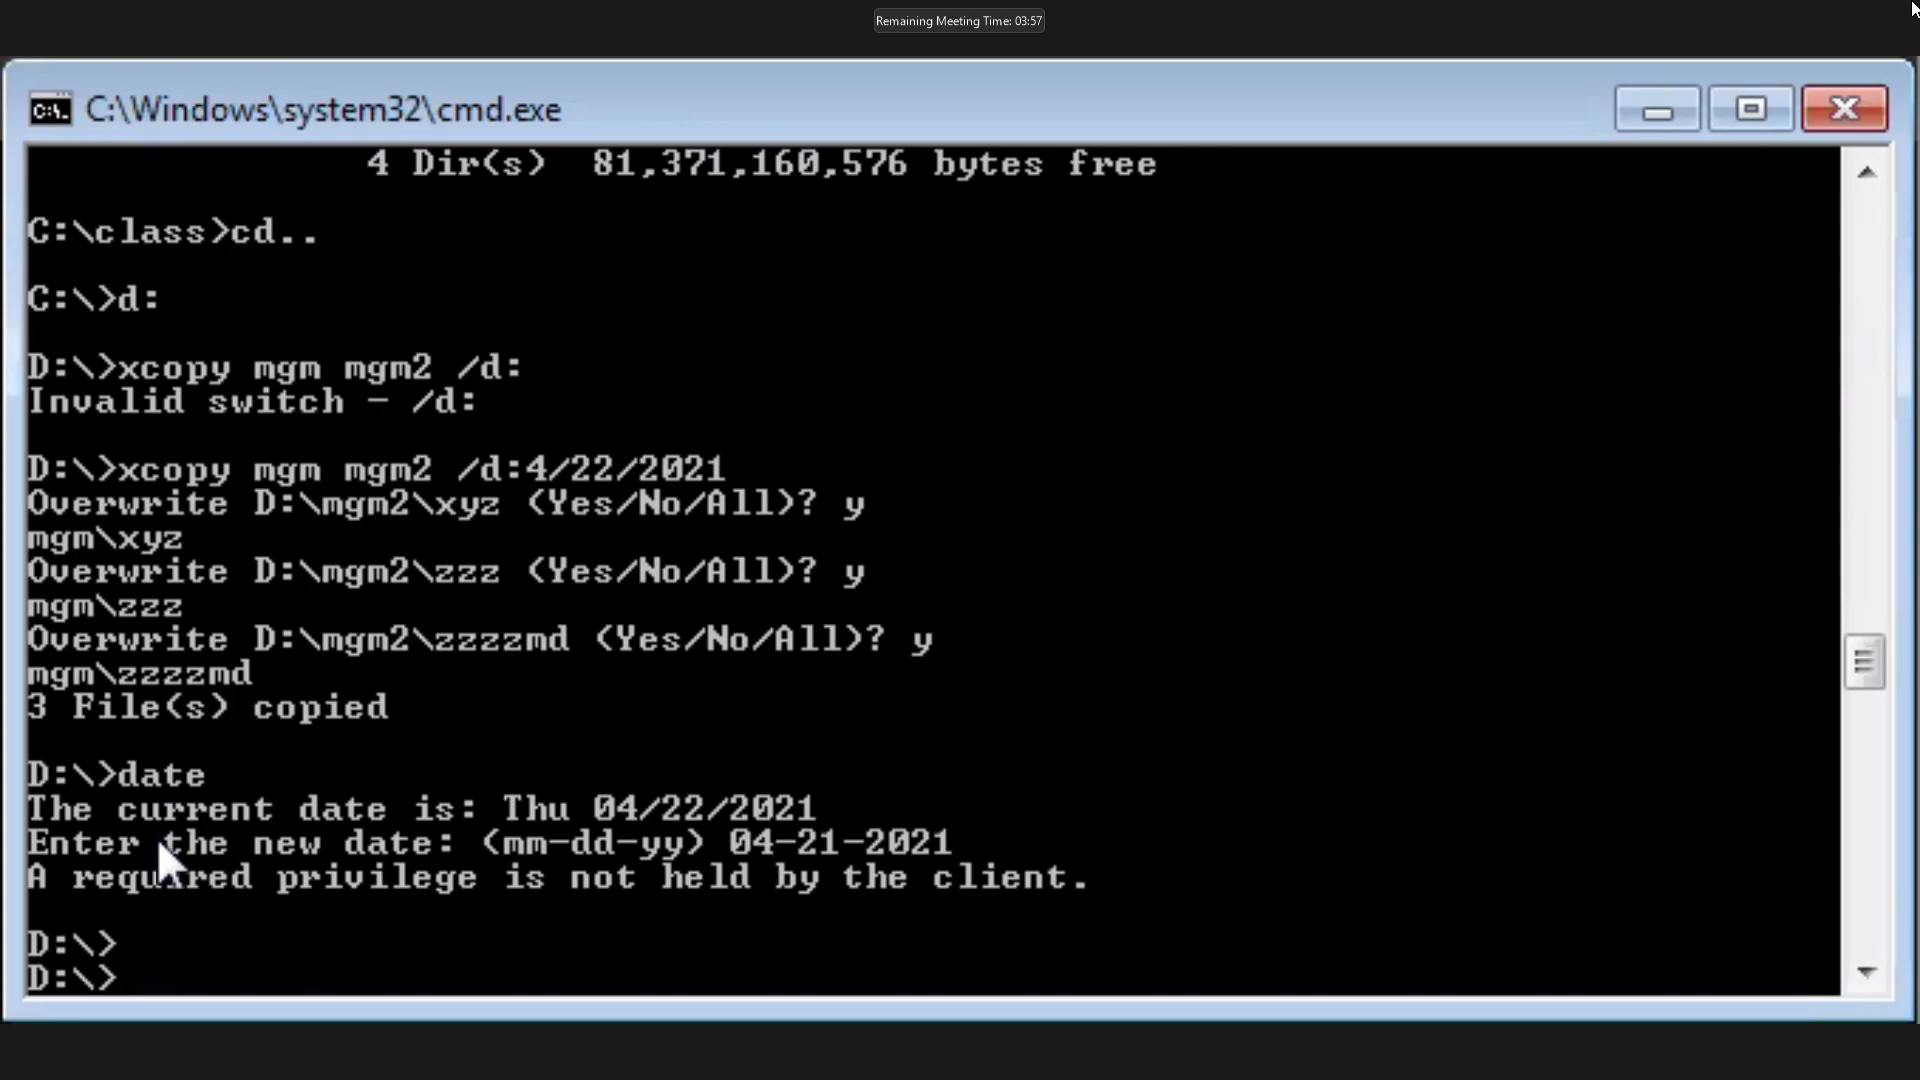 Remaining Meeting Time: 03:57
C:\Windows\system32\cmd.exe
4 Dir(s)  81,371,160,576 bytes free
C:\class>cd..
C:\>d:
D:\>xcopy mgm mgm2 /d:
Invalid switch - /d:
D:\>xcopy mgm mgm2 /d:4/22/2021
Overwrite D:\mgm2\xyz (Yes/No/All)? y
mgm\xyz
Overwrite D:\mgm2\zzz (Yes/No/All)? y
mgm\zzz
Overwrite D:\mgm2\zzzzmd (Yes/No/All)? y
mgm\zzzzmd
3 File(s) copied
D:\>date
The current date is: Thu 04/22/2021
Enter the new date: (mm-dd-yy) 04-21-2021
A required privilege is not held by the client.
D:\>
D:\>